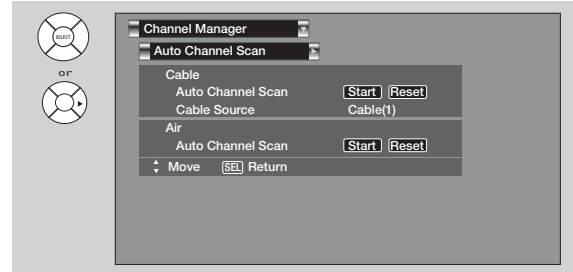 SELECT
or
Channel Manager
Auto Channel Scan
Cable
Auto Channel Scan Start Reset
Cable Source Cable(1)
Air
Auto Channel Scan Start Reset
Move SEL Return